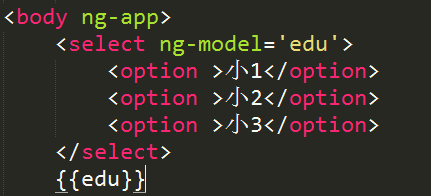 <body ng-app>
<select ng-model='edu'>
<option >小1</option>
<option >小2</option>
<option >小3</option>
</select>
{{edu}}